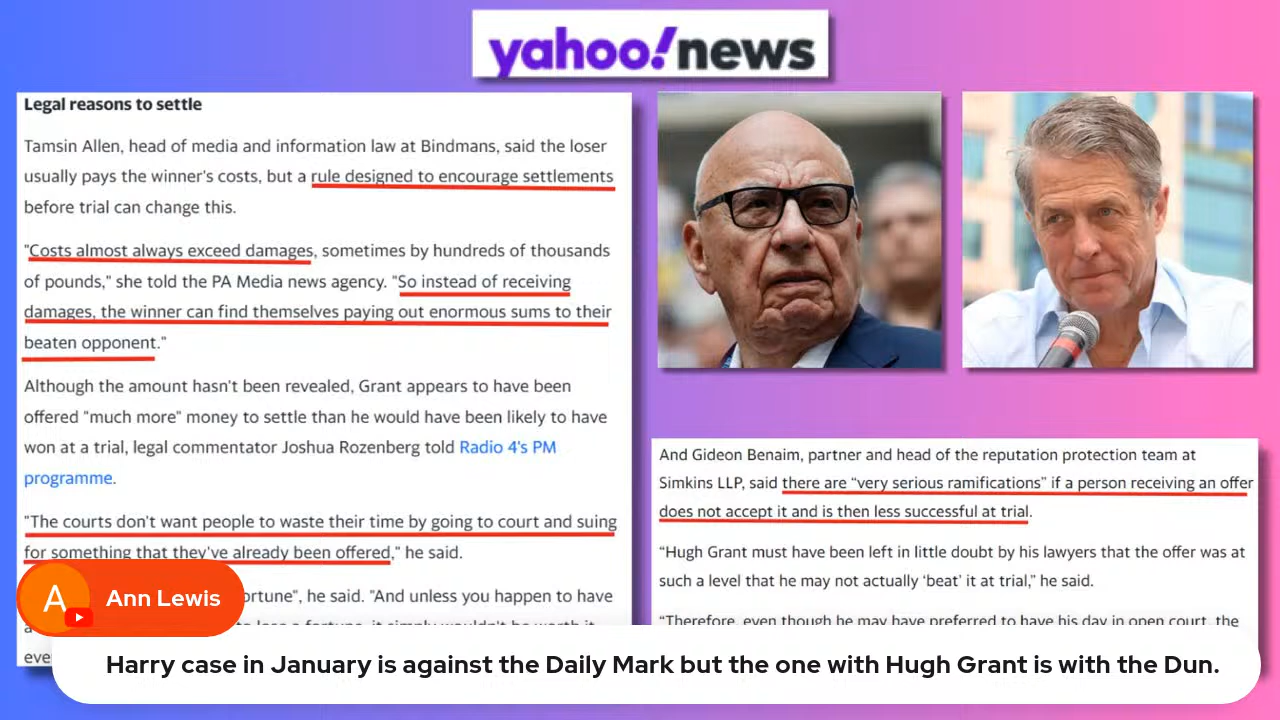 yahoo!news
Legal reasons to settle
Tamsin Allen, head of media and information law at Bindmans, said the loser
usually pays the winner's costs, but a rule designed to encourage settlements
before trial can change this.
"Costs almost always exceed damages, sometimes by hundreds of thousands
of pounds," she told the PA Media news agency. "So instead of receiving
damages, the winner can find themselves paying out enormous sums to their
beaten opponent."
Although the amount hasn't been revealed, Grant appears to have been
offered "much more" money to settle than he would have been likely to have
won at a trial, legal commentator Joshua Rozenberg told Radio 4's PM
programme.
"The courts don't want people to waste their time by going to court and suing
for something that they've already been offered," he said.
he said. "And unless you happen to have
And Gideon Benaim, partner and head of the reputation protection team at
Simkins LLP, said there are “very serious ramifications” if a person receiving an offer
does not accept it and is then less successful at trial.
“Hugh Grant must have been left in little doubt by his lawyers that the offer was at
such a level that he may not actually ‘beat’ it at trial,” he said.
“Therefore, even though he may have preferred to have his day in open court, the
A
Ann Lewis
Harry case in January is against the Daily Mark but the one with Hugh Grant is with the Dun.